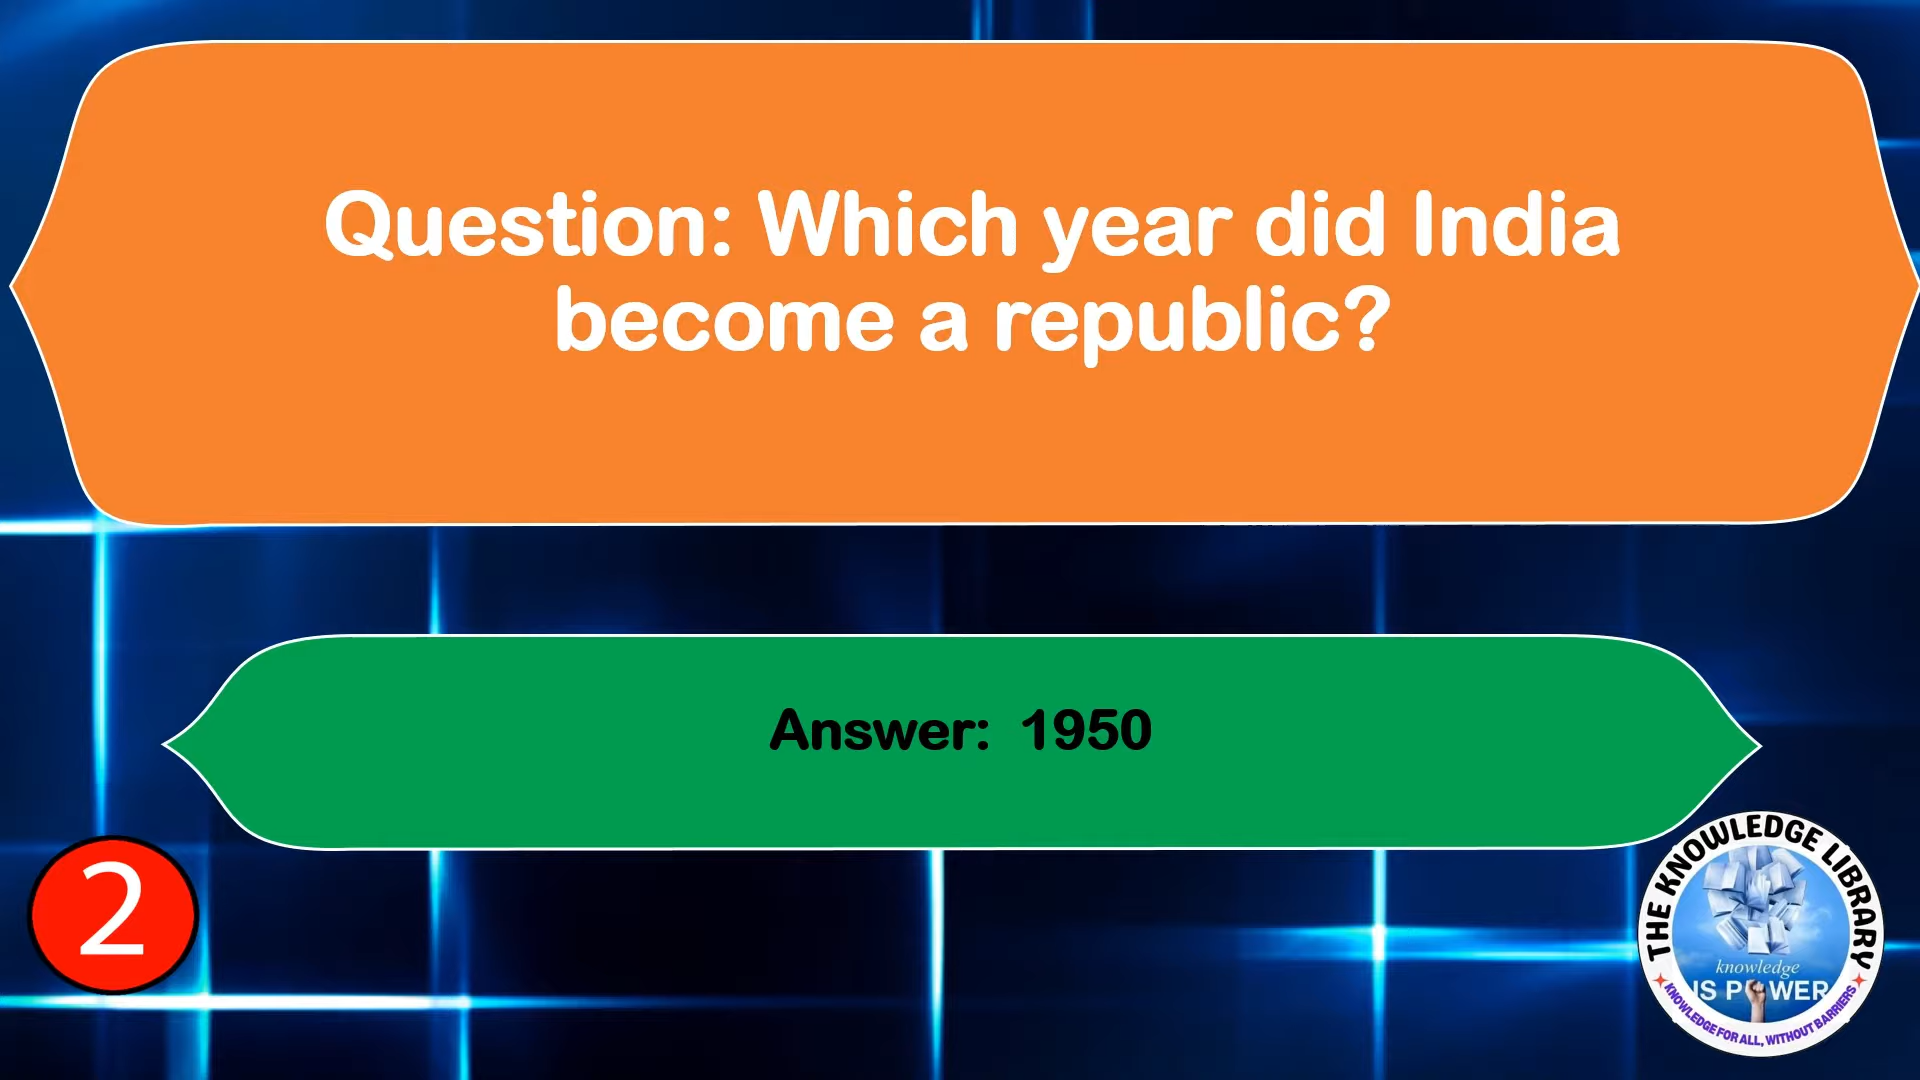 Question: Which year did India
become a republic?
Answer: 1950
2
THE KNOWLEDGE LIBRARY
knowledge
IS POWER
KNOWLEDGE FOR ALL, WITHOUT BARRIERS